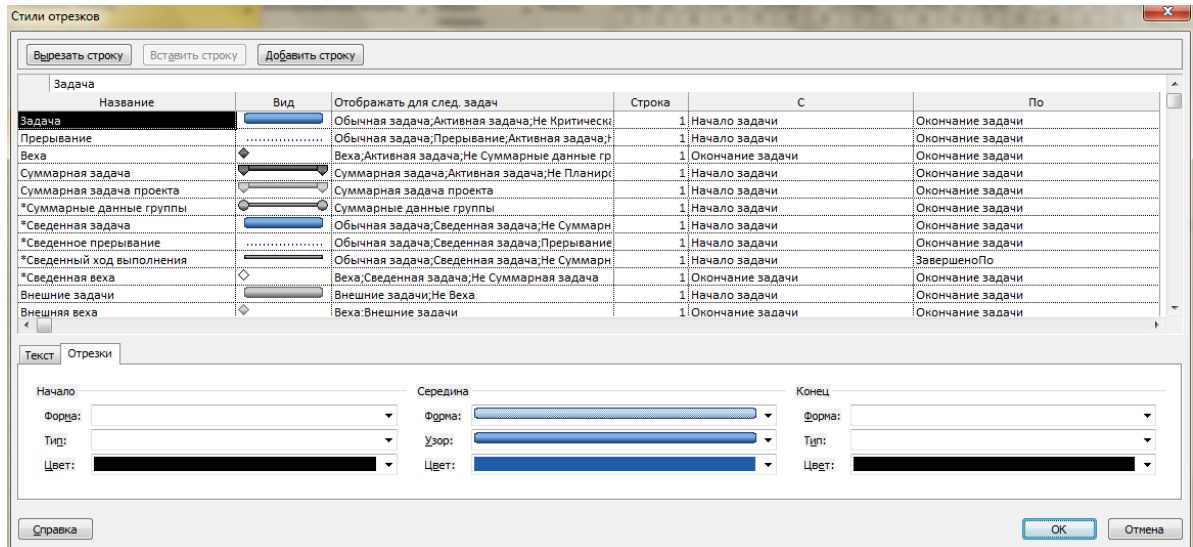 Стили отрезков
Вырезать строку Вставить строку Добавить строку
Задача
Название Вид Отображать для след. задач Строка С По
Задача Обычная задача;Активная задача;Не Критическа 1 Начало задачи Окончание задачи
Прерывание Обычная задача;Прерывание;Активная задача;Н 1 Начало задачи Окончание задачи
Веха Веха;Активная задача;Не Суммарные данные гр 1 Окончание задачи Окончание задачи
Суммарная задача Суммарная задача;Активная задача;Не Планиро 1 Начало задачи Окончание задачи
Суммарная задача проекта Суммарная задача проекта 1 Начало задачи Окончание задачи
*Суммарные данные группы Суммарные данные группы 1 Начало задачи Окончание задачи
*Сведенная задача Обычная задача;Сведенная задача;Не Суммарн 1 Начало задачи Окончание задачи
*Сведенное прерывание Обычная задача;Сведенная задача;Прерывание 1 Начало задачи Окончание задачи
*Сведенный ход выполнения Обычная задача;Сведенная задача;Не Суммарн 1 Начало задачи ЗавершеноПо
*Сведенная веха Веха;Сведенная задача;Не Суммарная задача 1 Окончание задачи Окончание задачи
Внешние задачи Внешние задачи;Не Веха 1 Начало задачи Окончание задачи
Внешняя веха Веха;Внешние задачи 1 Окончание задачи Окончание задачи
Текст Отрезки
Начало Середина Конец
Форма: Форма: Форма:
Тип: Узор: Тип:
Цвет: Цвет: Цвет:
Справка ОК Отмена